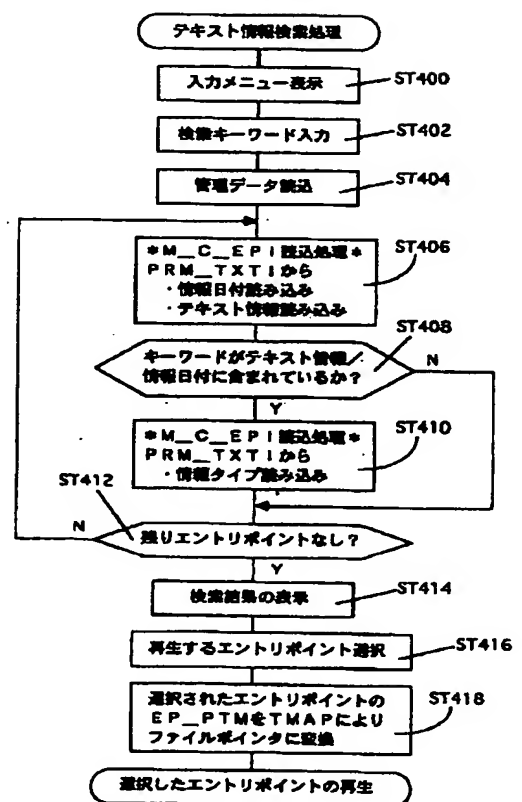 テキスト情報検索処理
入力メニュー表示
ST400
検索キーワード入力
ST402
管理データ読込
ST404
*M__C__EPI読込処理*
PRM__TXTIから
・情報日付読み込み
・テキスト情報読み込み
ST406
キーワードがテキスト情報/
情報日付に含まれているか?
ST408
N
Y
*M__C__EPI読込処理*
PRM__TXTIから
・情報タイプ読み込み
ST410
ST412
N
残りエントリポイントなし?
Y
検索結果の表示
ST414
再生するエントリポイント選択
ST416
選択されたエントリポイントの
EP__PTMをTMAPにより
ファイルポインタに変換
ST418
選択したエントリポイントの再生